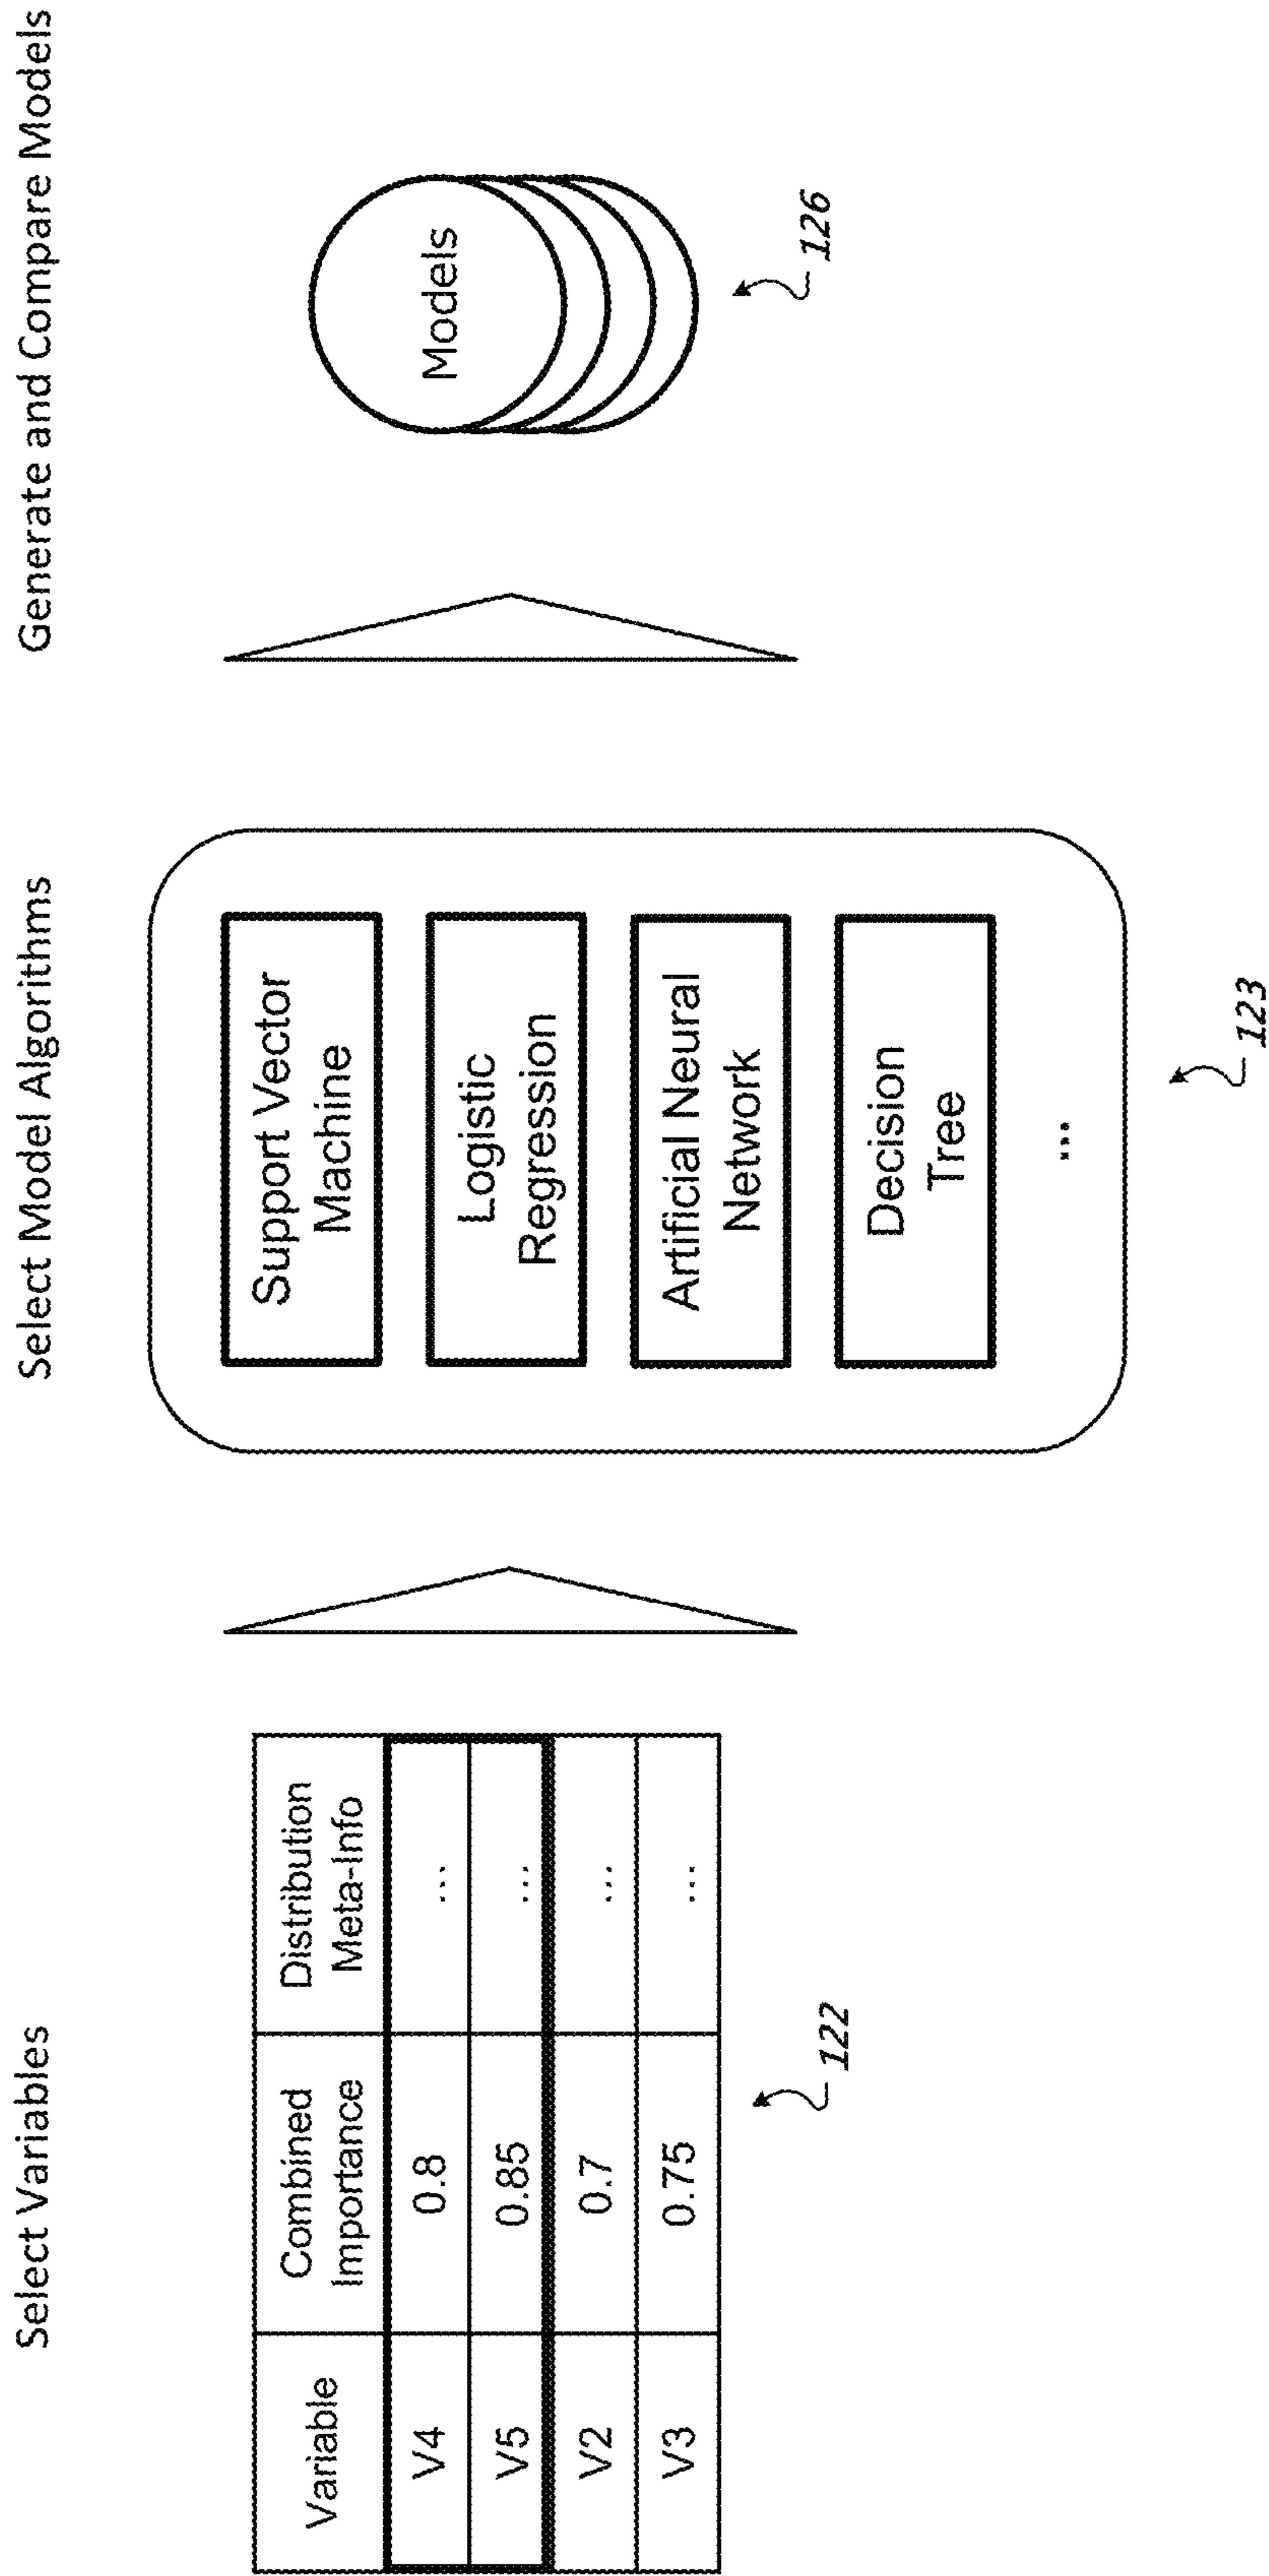 Select Variables
Variable Combined Importance Distribution Meta-Info
V4 0.8 ...
V5 0.85 ...
V2 0.7 ...
V3 0.75 ...
122
Select Model Algorithms
Support Vector
Machine
Logistic
Regression
Artificial Neural
Network
Decision
Tree
...
123
Generate and Compare Models
Models
126